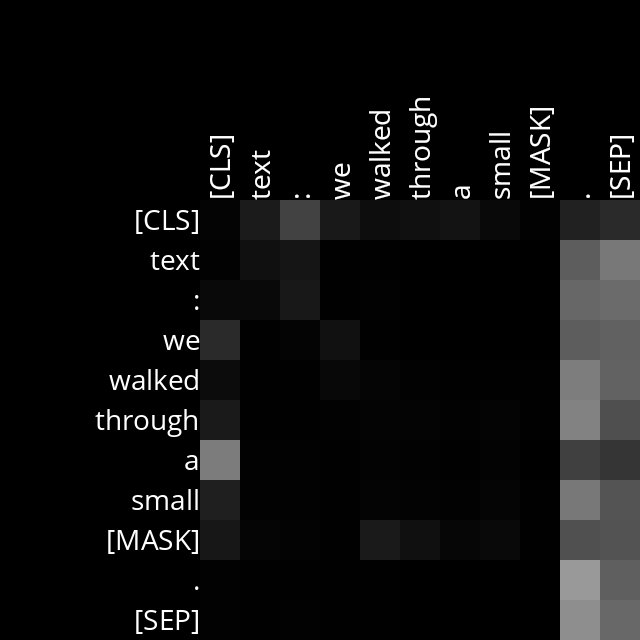 [CLS] text : we walked through a small [MASK] . [SEP]
[CLS]
text
:
we
walked
through
a
small
[MASK]
.
[SEP]